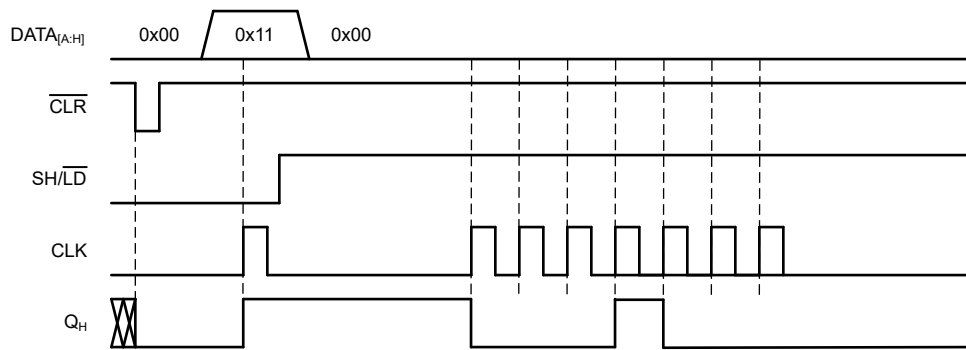 DATA[A:H] 0x00 0x11 0x00
CLR
SH/LD
CLK
QH